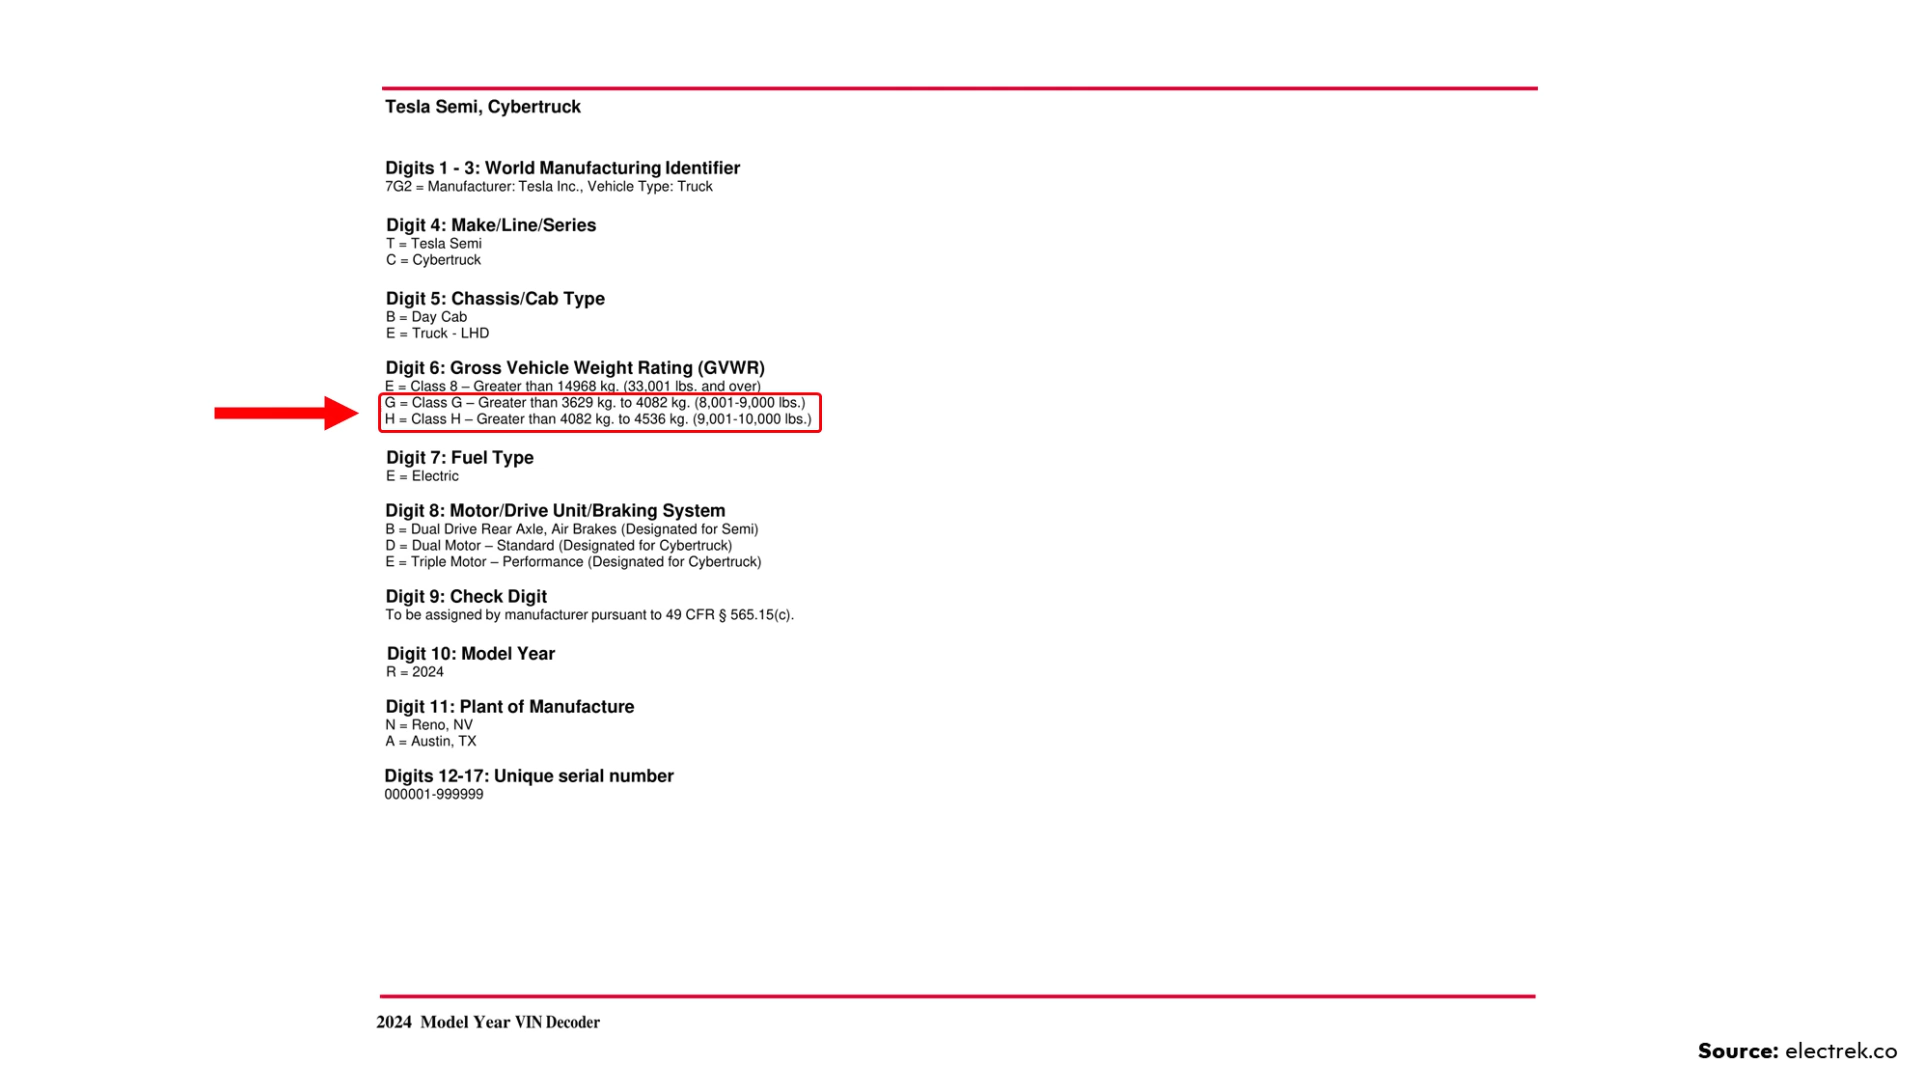 Tesla Semi, Cybertruck
Digits 1 - 3: World Manufacturing Identifier
7G2 = Manufacturer: Tesla Inc., Vehicle Type: Truck
Digit 4: Make/Line/Series
T = Tesla Semi
C = Cybertruck
Digit 5: Chassis/Cab Type
B = Day Cab
E = Truck - LHD
Digit 6: Gross Vehicle Weight Rating (GVWR)
E = Class 8 – Greater than 14968 kg. (33,001 lbs. and over)
G = Class G – Greater than 3629 kg. to 4082 kg. (8,001-9,000 lbs.)
H = Class H – Greater than 4082 kg. to 4536 kg. (9,001-10,000 lbs.)
Digit 7: Fuel Type
E = Electric
Digit 8: Motor/Drive Unit/Braking System
B = Dual Drive Rear Axle, Air Brakes (Designated for Semi)
D = Dual Motor – Standard (Designated for Cybertruck)
E = Triple Motor – Performance (Designated for Cybertruck)
Digit 9: Check Digit
To be assigned by manufacturer pursuant to 49 CFR § 565.15(c).
Digit 10: Model Year
R = 2024
Digit 11: Plant of Manufacture
N = Reno, NV
A = Austin, TX
Digits 12-17: Unique serial number
000001-999999
2024 Model Year VIN Decoder
Source: electrek.co